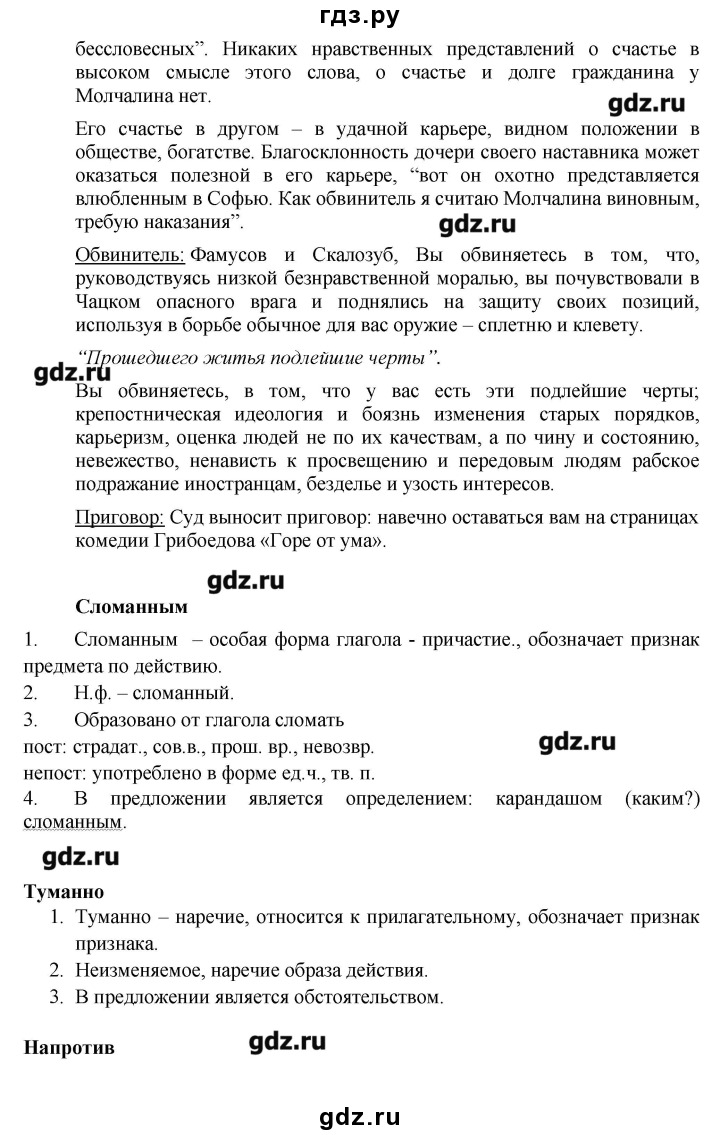 гдз.ру
бессловесных”. Никаких нравственных представлений о счастье в
высоком смысле этого слова, о счастье и долге гражданина у
Молчалина нет.
gdz.ru
Его счастье в другом – в удачной карьере, видном положении в
обществе, богатстве. Благосклонность дочери своего наставника может
оказаться полезной в его карьере, “вот он охотно представляется
влюбленным в Софью. Как обвинитель я считаю Молчалина виновным,
требую наказания”.
gdz.ru
Обвинитель: Фамусов и Скалозуб, Вы обвиняетесь в том, что,
руководствуясь низкой безнравственной моралью, вы почувствовали в
Чацком опасного врага и поднялись на защиту своих позиций,
используя в борьбе обычное для вас оружие – сплетню и клевету.
“Прошедшего житья подлейшие черты”.
gdz.ru
Вы обвиняетесь, в том, что у вас есть эти подлейшие черты;
крепостническая идеология и боязнь изменения старых порядков,
карьеризм, оценка людей не по их качествам, а по чину и состоянию,
невежество, ненависть к просвещению и передовым людям рабское
подражание иностранцам, безделье и узость интересов.
Приговор: Суд выносит приговор: навечно оставаться вам на страницах
комедии Грибоедова «Горе от ума».
gdz.ru
Сломанным
1. Сломанным – особая форма глагола - причастие., обозначает признак
предмета по действию.
2. Н.ф. – сломанный.
3. Образовано от глагола сломать
gdz.ru
пост: страдат., сов.в., прош. вр., невозвр.
непост: употреблено в форме ед.ч., тв. п.
4. В предложении является определением: карандашом (каким?)
сломанным.
gdz.ru
Туманно
1. Туманно – наречие, относится к прилагательному, обозначает признак
признака.
2. Неизменяемое, наречие образа действия.
3. В предложении является обстоятельством.
Напротив
gdz.ru
gdz.ru